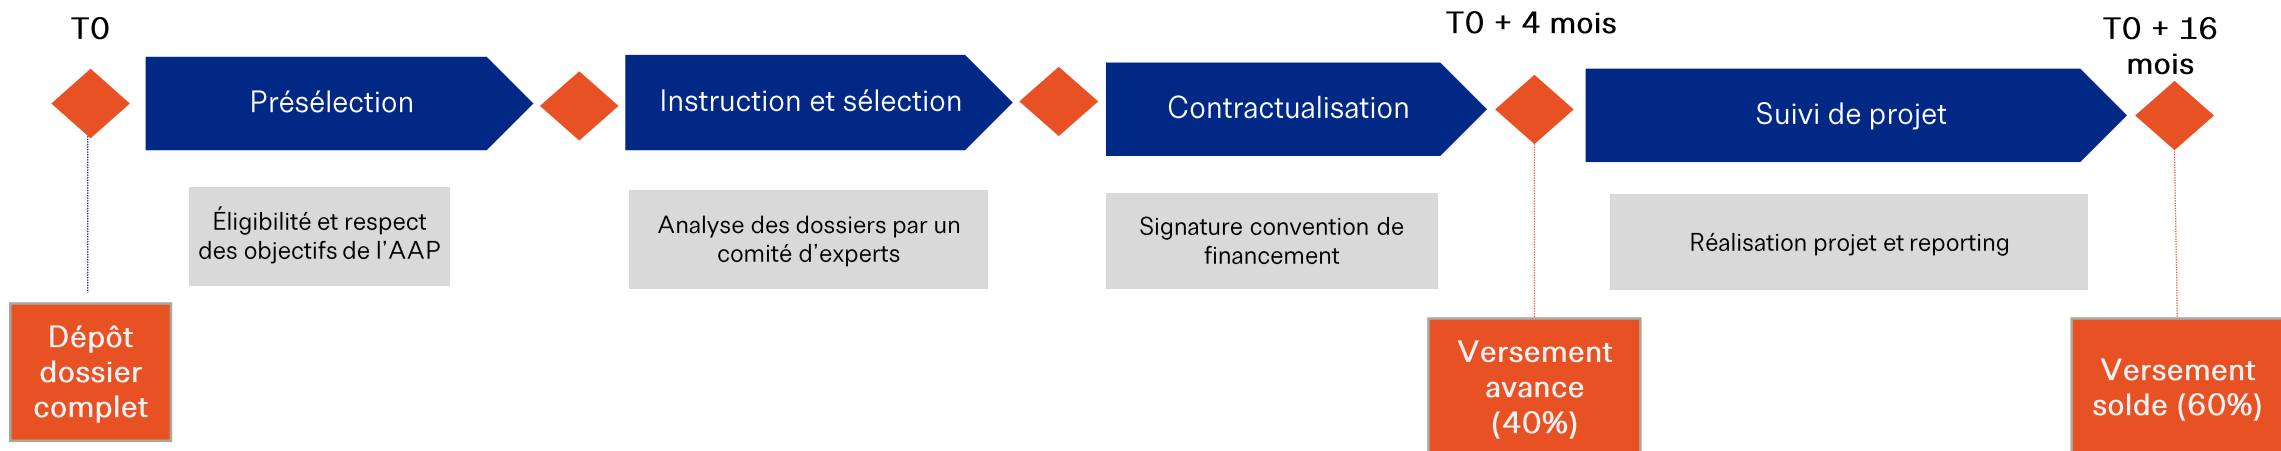 T0
T0 + 4 mois
T0 + 16
mois
Présélection
Instruction et sélection
Contractualisation
Suivi de projet
Éligibilité et respect
des objectifs de l'AAP
Analyse des dossiers par un
comité d'experts
Signature convention de
financement
Réalisation projet et reporting
Dépôt
dossier
complet
Versement
avance
(40%)
Versement
solde (60%)